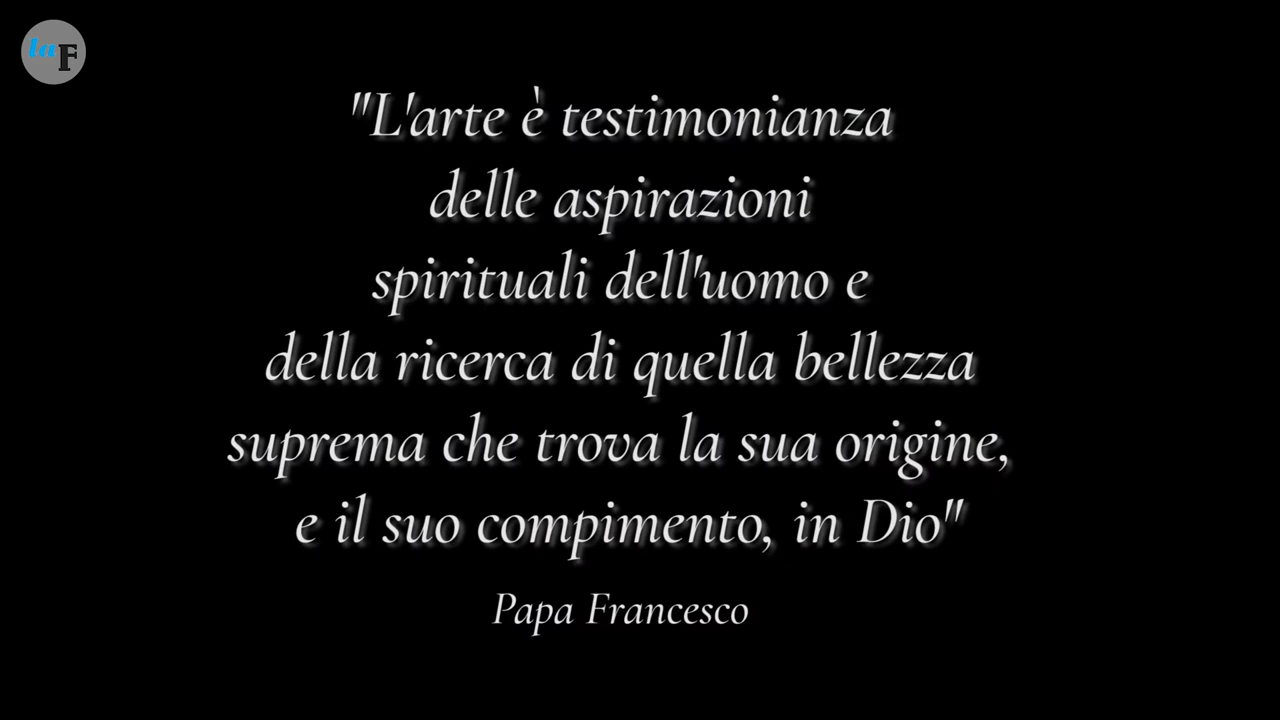 laF
"L'arte è testimonianza
delle aspirazioni
spirituali dell'uomo e
della ricerca di quella bellezza
suprema che trova la sua origine,
e il suo compimento, in Dio"
Papa Francesco